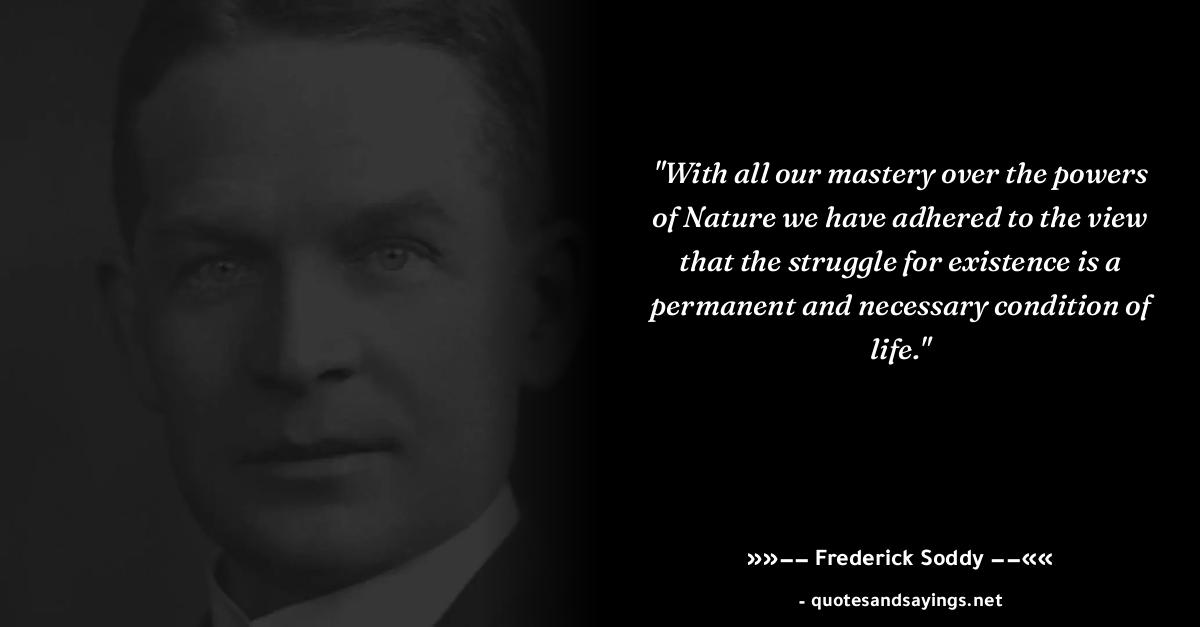 "With all our mastery over the powers
of Nature we have adhered to the view
that the struggle for existence is a
permanent and necessary condition of
life."
»»−− Frederick Soddy −−««
- quotesandsayings.net